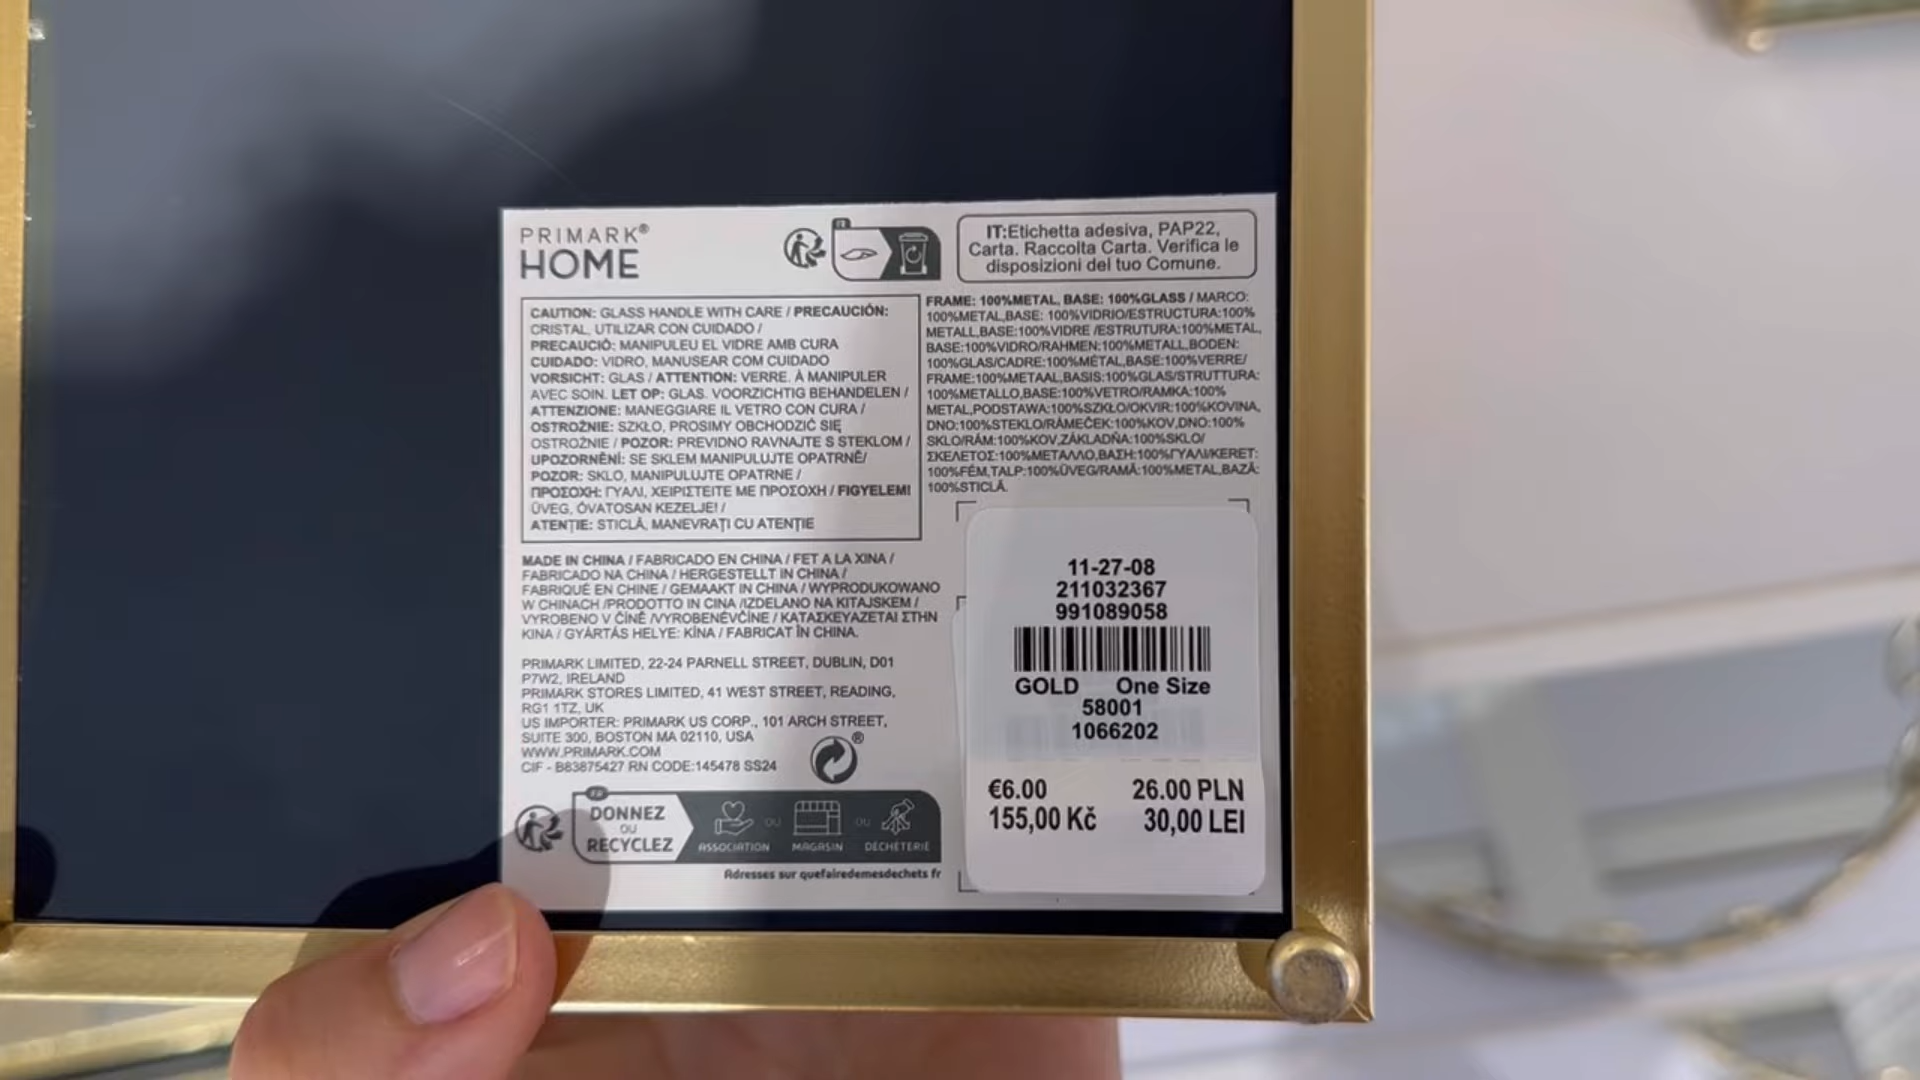 PRIMARK®
HOME
FR
IT:Etichetta adesiva, PAP22,
Carta. Raccolta Carta. Verifica le
disposizioni del tuo Comune.
CAUTION: GLASS HANDLE WITH CARE / PRECAUCIÓN:
CRISTAL, UTILIZAR CON CUIDADO /
PRECAUCIÓ: MANIPULEU EL VIDRE AMB CURA
CUIDADO: VIDRO, MANUSEAR COM CUIDADO
VORSICHT: GLAS / ATTENTION: VERRE. À MANIPULER
AVEC SOIN. LET OP: GLAS. VOORZICHTIG BEHANDELEN /
ATTENZIONE: MANEGGIARE IL VETRO CON CURA /
OSTROŻNIE: SZKŁO, PROSIMY OBCHODZIĆ SIĘ
OSTROŻNIE / POZOR: PREVIDNO RAVNAJTE S STEKLOM /
UPOZORNĚNÍ: SE SKLEM MANIPULUJTE OPATRNĚ/
POZOR: SKLO, MANIPULUJTE OPATRNE /
ΠΡΟΣΟΧΗ: ΓΥΑΛΙ, ΧΕΙΡΙΣΤΕΙΤΕ ΜΕ ΠΡΟΣΟΧΗ / FIGYELEM!
ÜVEG, ÓVATOSAN KEZELJE! /
ATENȚIE: STICLĂ, MANEVRAȚI CU ATENȚIE
FRAME: 100%METAL, BASE: 100%GLASS / MARCO:
100%METAL,BASE: 100%VIDRIO/ESTRUCTURA:100%
METALL,BASE:100%VIDRE /ESTRUTURA:100%METAL,
BASE:100%VIDRO/RAHMEN:100%METALL,BODEN:
100%GLAS/CADRE:100%MÉTAL,BASE:100%VERRE/
FRAME:100%METAAL,BASIS:100%GLAS/STRUTTURA:
100%METALLO,BASE:100%VETRO/RAMKA:100%
METAL,PODSTAWA:100%SZKŁO/OKVIR:100%KOVINA,
DNO:100%STEKLO/RÁMEČEK:100%KOV,DNO:100%
SKLO/RÁM:100%KOV,ZÁKLADŇA:100%SKLO/
ΣΚΕΛΕΤΟΣ:100%ΜΕΤΑΛΛΟ,ΒΑΣΗ:100%ΓΥΑΛΙ/KERET:
100%FÉM,TALP:100%ÜVEG/RAMĂ:100%METAL,BAZĂ:
100%STICLĂ.
MADE IN CHINA / FABRICADO EN CHINA / FET A LA XINA /
FABRICADO NA CHINA / HERGESTELLT IN CHINA /
FABRIQUÉ EN CHINE / GEMAAKT IN CHINA / WYPRODUKOWANO
W CHINACH /PRODOTTO IN CINA /IZDELANO NA KITAJSKEM /
VYROBENO V ČÍNĚ /VYROBENÉVČÍNE / ΚΑΤΑΣΚΕΥΑΖΕΤΑΙ ΣΤΗΝ
ΚΙΝΑ / GYÁRTÁS HELYE: KÍNA / FABRICAT ÎN CHINA.
PRIMARK LIMITED, 22-24 PARNELL STREET, DUBLIN, D01
P7W2, IRELAND
PRIMARK STORES LIMITED, 41 WEST STREET, READING,
RG1 1TZ, UK
US IMPORTER: PRIMARK US CORP., 101 ARCH STREET,
SUITE 300, BOSTON MA 02110, USA
WWW.PRIMARK.COM
CIF - B83875427 RN CODE:145478 SS24
®
FR
DONNEZ
OU
RECYCLEZ
ASSOCIATION
OU
MAGASIN
OU
DÉCHÈTERIE
Adresses sur quefairedemesdechets.fr
11-27-08
211032367
991089058
GOLD One Size
58001
1066202
€6.00 26.00 PLN
155,00 Kč 30,00 LEI